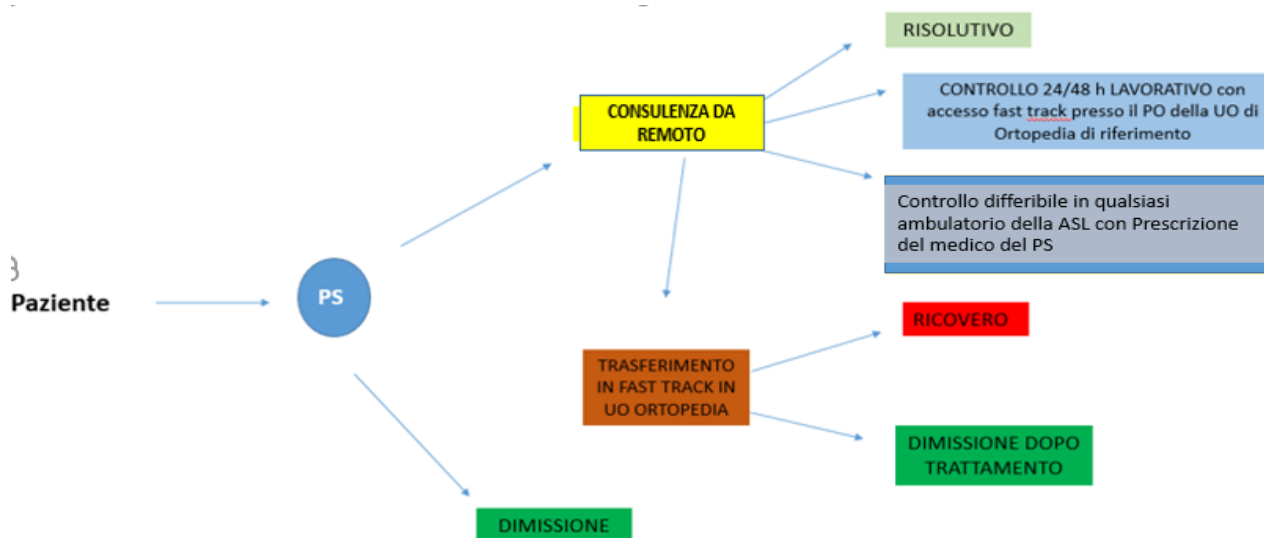 RISOLUTIVO
CONTROLLO 24/48 h LAVORATIVO con
accesso fast track presso il PO della UO di
Ortopedia di riferimento
CONSULENZA DA
REMOTO
Controllo differibile in qualsiasi
ambulatorio della ASL con Prescrizione
del medico del PS
Paziente
PS
RICOVERO
TRASFERIMENTO
IN FAST TRACK IN
UO ORTOPEDIA
DIMISSIONE DOPO
TRATTAMENTO
DIMISSIONE